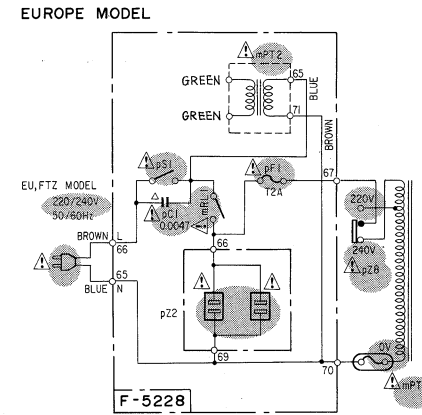 EUROPE MODEL
mPT2
GREEN
65
BLUE
GREEN
71
BROWN
pS1
pF1
67
T2A
EU, FTZ MODEL
220/240V
50/60Hz
pC1
0.0047
mRL1
220V
BROWN
L
66
66
240V
pZ8
65
BLUE
N
pZ2
69
70
0V
mPT
F-5228